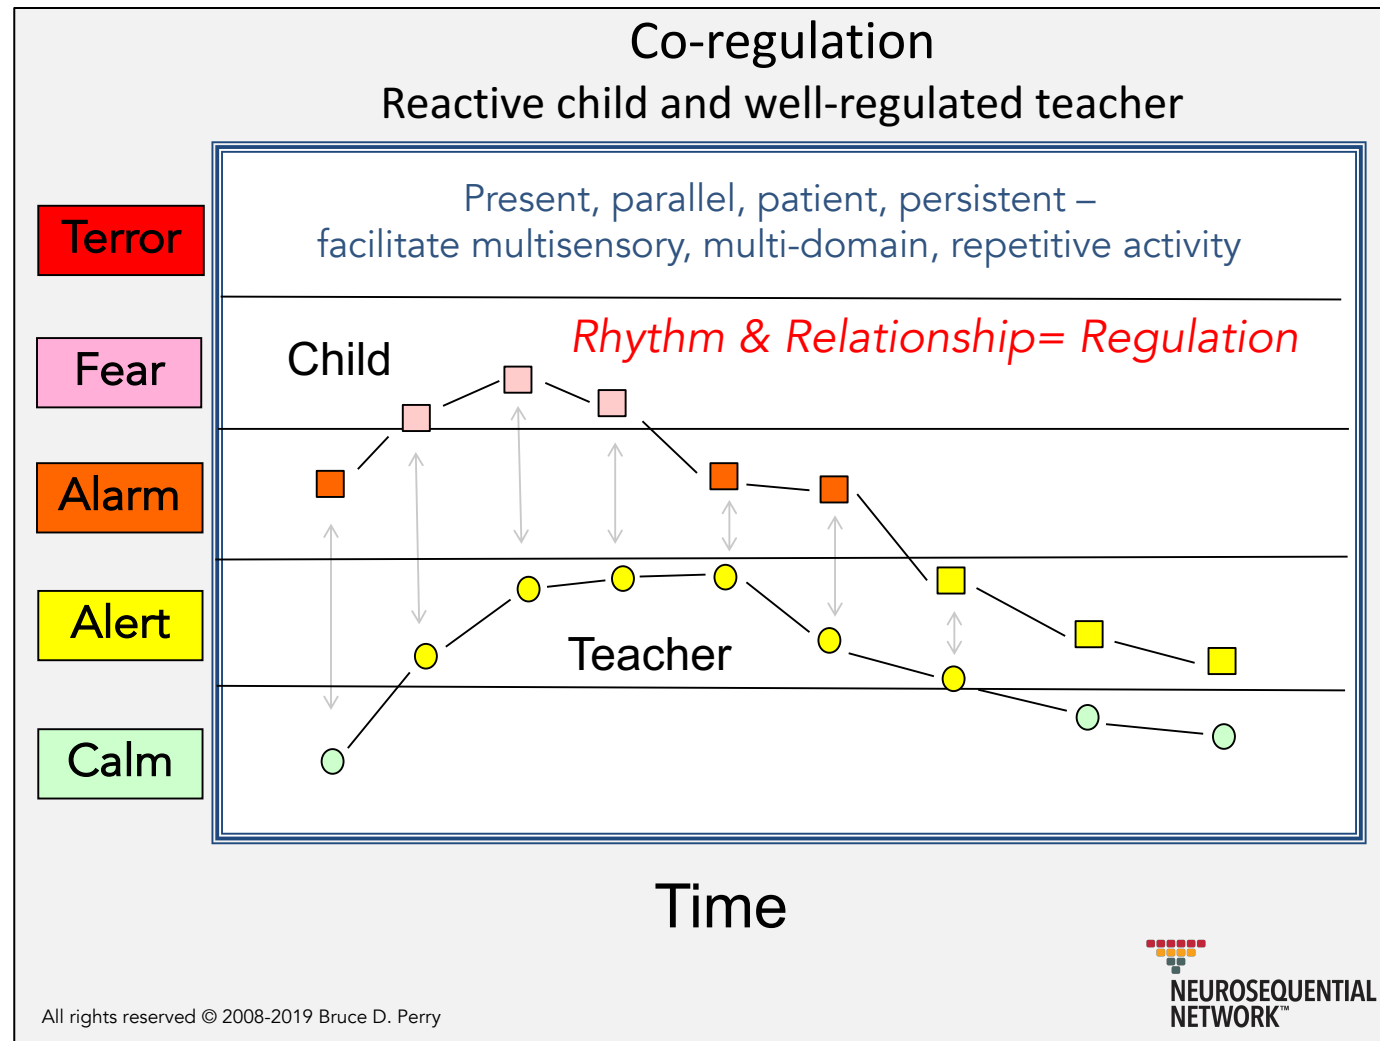 Co-regulation
Reactive child and well-regulated teacher
Present, parallel, patient, persistent –
facilitate multisensory, multi-domain, repetitive activity
Terror
Rhythm & Relationship= Regulation
Child
Fear
Alarm
Alert
Teacher
Calm
Time
NEUROSEQUENTIAL
NETWORK™
All rights reserved © 2008-2019 Bruce D. Perry